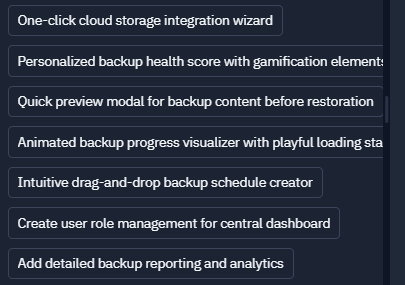 One-click cloud storage integration wizard
Personalized backup health score with gamification elements
Quick preview modal for backup content before restoration
Animated backup progress visualizer with playful loading sta
Intuitive drag-and-drop backup schedule creator
Create user role management for central dashboard
Add detailed backup reporting and analytics